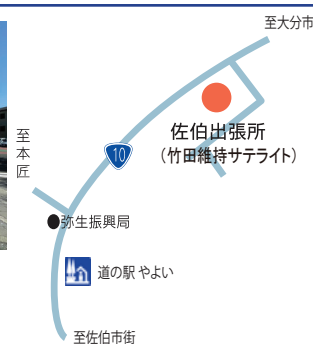 至大分市
佐伯出張所
（竹田維持サテライト）
至本匠
10
弥生振興局
道の駅 やよい
至佐伯市街